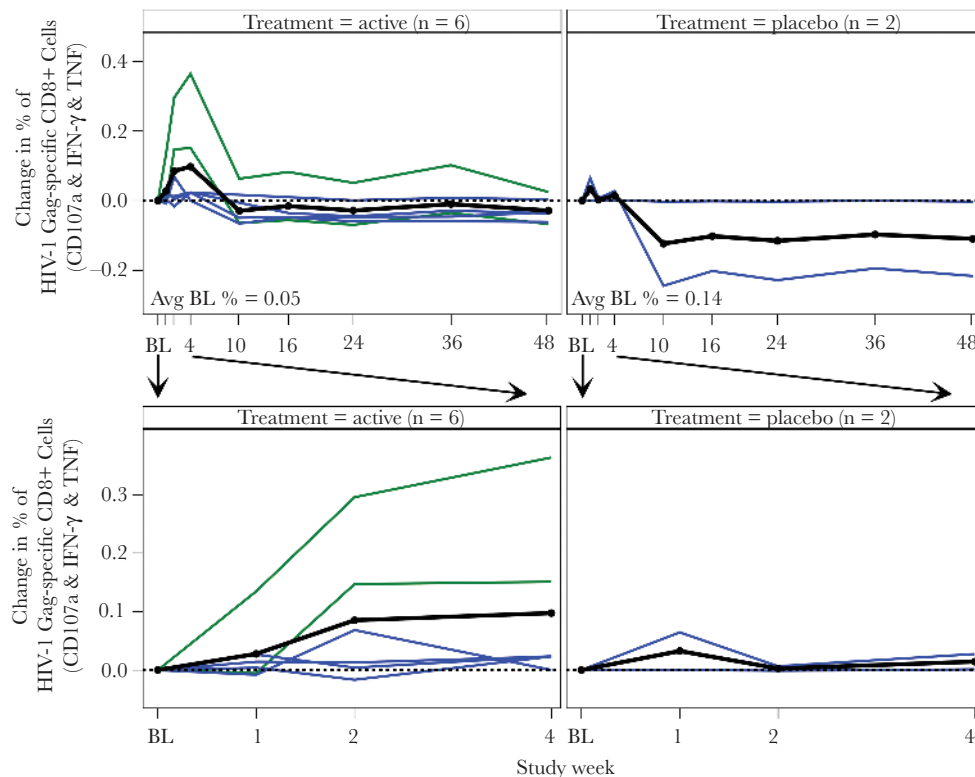 Treatment = active (n = 6)
Treatment = placebo (n = 2)
Change in % of
HIV-1 Gag-specific CD8+ Cells
(CD107a & IFN-γ & TNF)
0.4
0.2
0.0
−0.2
Avg BL % = 0.05
Avg BL % = 0.14
BL 4 10 16 24 36 48
BL 4 10 16 24 36 48
Treatment = active (n = 6)
Treatment = placebo (n = 2)
Change in % of
HIV-1 Gag-specific CD8+ Cells
(CD107a & IFN-γ & TNF)
0.3
0.2
0.1
0.0
BL 1 2 4
BL 1 2 4
Study week